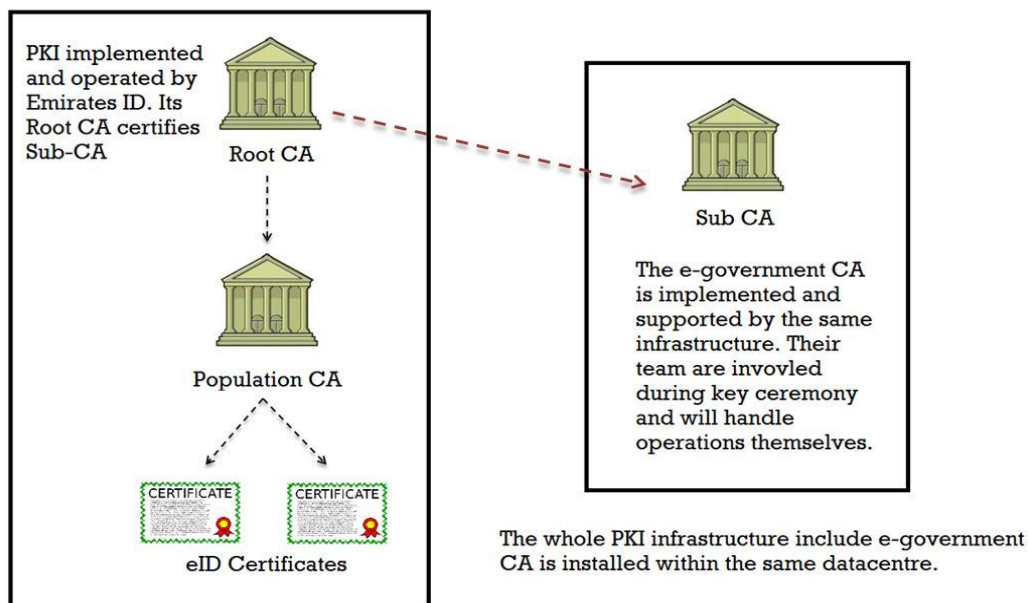 PKI implemented
and operated by
Emirates ID. Its
Root CA certifies
Sub-CA
Root CA
Population CA
CERTIFICATE
CERTIFICATE
eID Certificates
Sub CA
The e-government CA
is implemented and
supported by the same
infrastructure. Their
team are invovled
during key ceremony
and will handle
operations themselves.
The whole PKI infrastructure include e-government
CA is installed within the same datacentre.